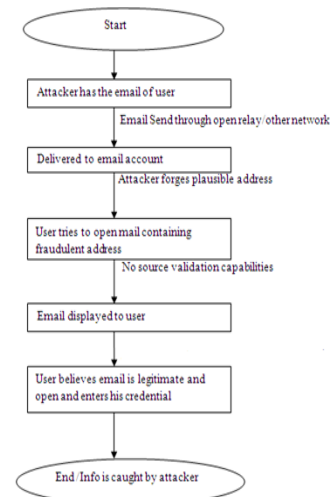 Start
Attacker has the email of user
Email Send through open relay/other network
Delivered to email account
Attacker forges plausible address
User tries to open mail containing
fraudulent address
No source validation capabilities
Email displayed to user
User believes email is legitimate and
open and enters his credential
End /Info is caught by attacker